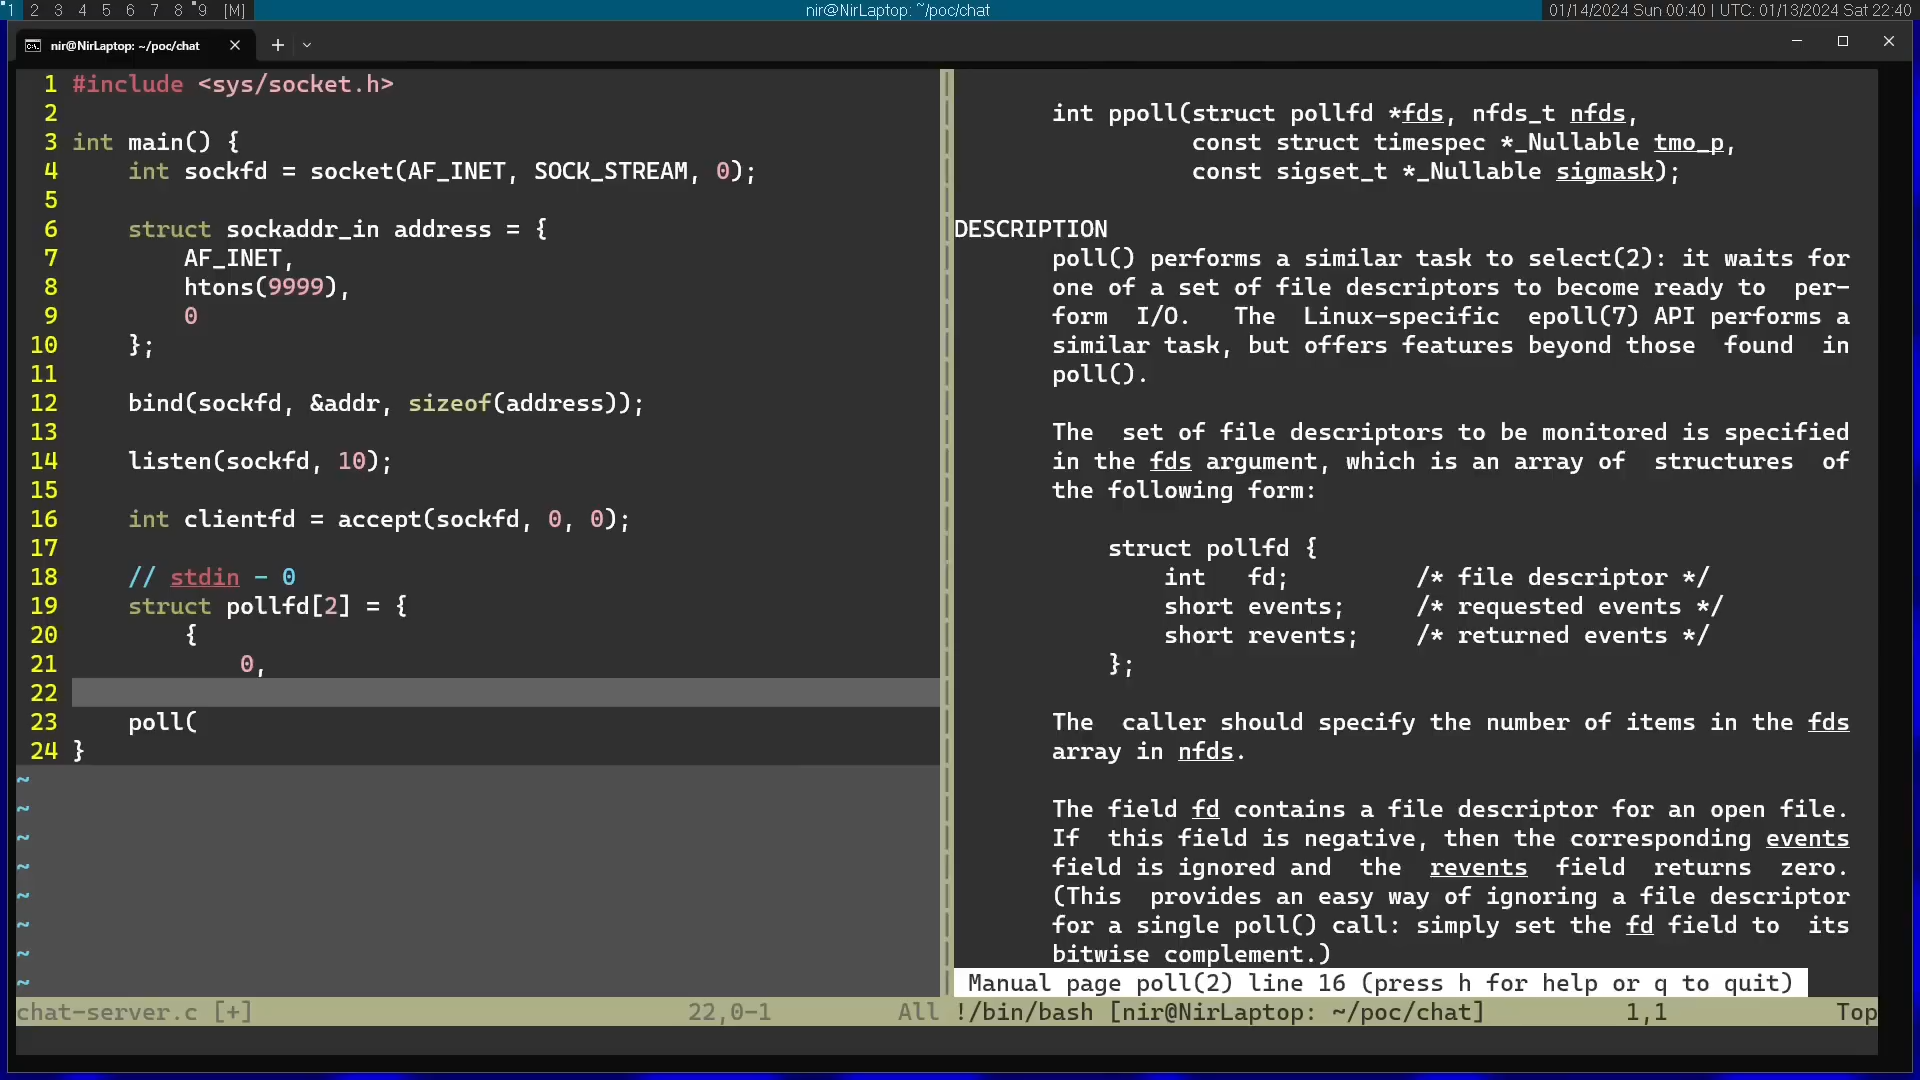 1 2 3 4 5 6 7 8 9 [M]
nir@NirLaptop: ~/poc/chat
01/14/2024 Sun 00:40 | UTC: 01/13/2024 Sat 22:40
nir@NirLaptop: ~/poc/chat
1 #include <sys/socket.h>
2
3 int main() {
4     int sockfd = socket(AF_INET, SOCK_STREAM, 0);
5
6     struct sockaddr_in address = {
7         AF_INET,
8         htons(9999),
9         0
10     };
11
12     bind(sockfd, &addr, sizeof(address));
13
14     listen(sockfd, 10);
15
16     int clientfd = accept(sockfd, 0, 0);
17
18     // stdin - 0
19     struct pollfd[2] = {
20         {
21             0,
22
23     poll(
24 }
~
~
~
~
~
~
~
~
chat-server.c [+] 22,0-1 All
int ppoll(struct pollfd *fds, nfds_t nfds,
const struct timespec *_Nullable tmo_p,
const sigset_t *_Nullable sigmask);
DESCRIPTION
poll() performs a similar task to select(2): it waits for
one of a set of file descriptors to become ready to per-
form I/O. The Linux-specific epoll(7) API performs a
similar task, but offers features beyond those found in
poll().
The set of file descriptors to be monitored is specified
in the fds argument, which is an array of structures of
the following form:
struct pollfd {
int fd; /* file descriptor */
short events; /* requested events */
short revents; /* returned events */
};
The caller should specify the number of items in the fds
array in nfds.
The field fd contains a file descriptor for an open file.
If this field is negative, then the corresponding events
field is ignored and the revents field returns zero.
(This provides an easy way of ignoring a file descriptor
for a single poll() call: simply set the fd field to its
bitwise complement.)
Manual page poll(2) line 16 (press h for help or q to quit)
!/bin/bash [nir@NirLaptop: ~/poc/chat] 1,1 Top